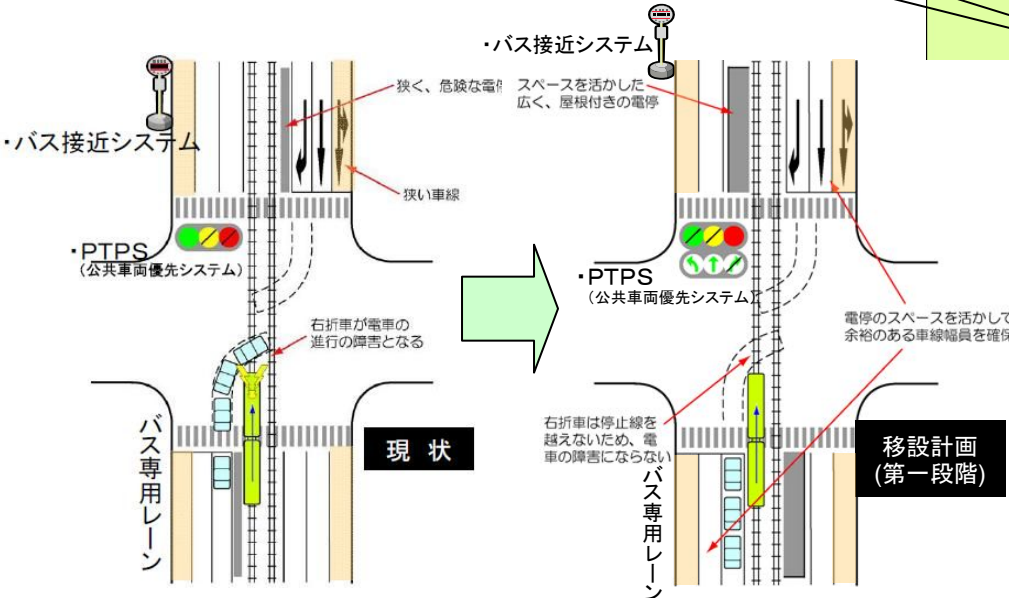 ・バス接近システム
狭く、危険な電停
狭い車線
・PTPS
(公共車両優先システム)
右折車が電車の
進行の障害となる
現 状
バス専用レーン
・バス接近システム
スペースを活かした
広く、屋根付きの電停
・PTPS
(公共車両優先システム)
電停のスペースを活かして
余裕のある車線幅員を確保
右折車は停止線を
越えないため、電
車の障害にならない
移設計画
(第一段階)
バス専用レーン